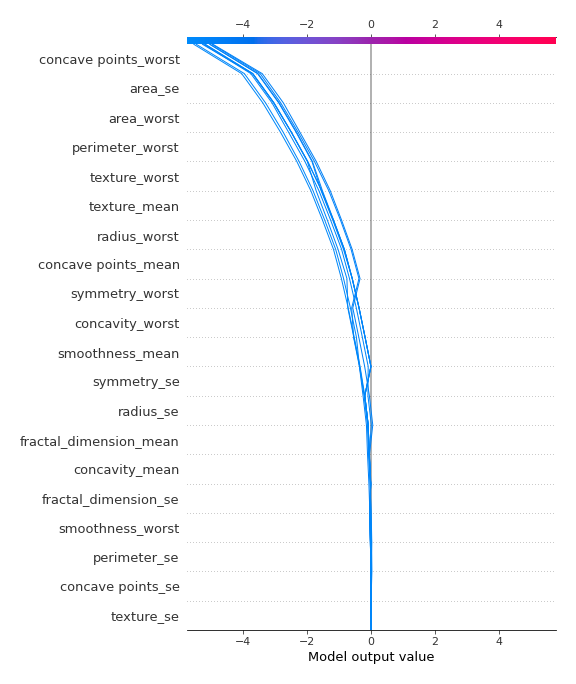 −4 −2 0 2 4
concave points_worst
area_se
area_worst
perimeter_worst
texture_worst
texture_mean
radius_worst
concave points_mean
symmetry_worst
concavity_worst
smoothness_mean
symmetry_se
radius_se
fractal_dimension_mean
concavity_mean
fractal_dimension_se
smoothness_worst
perimeter_se
concave points_se
texture_se
−4 −2 0 2 4
Model output value